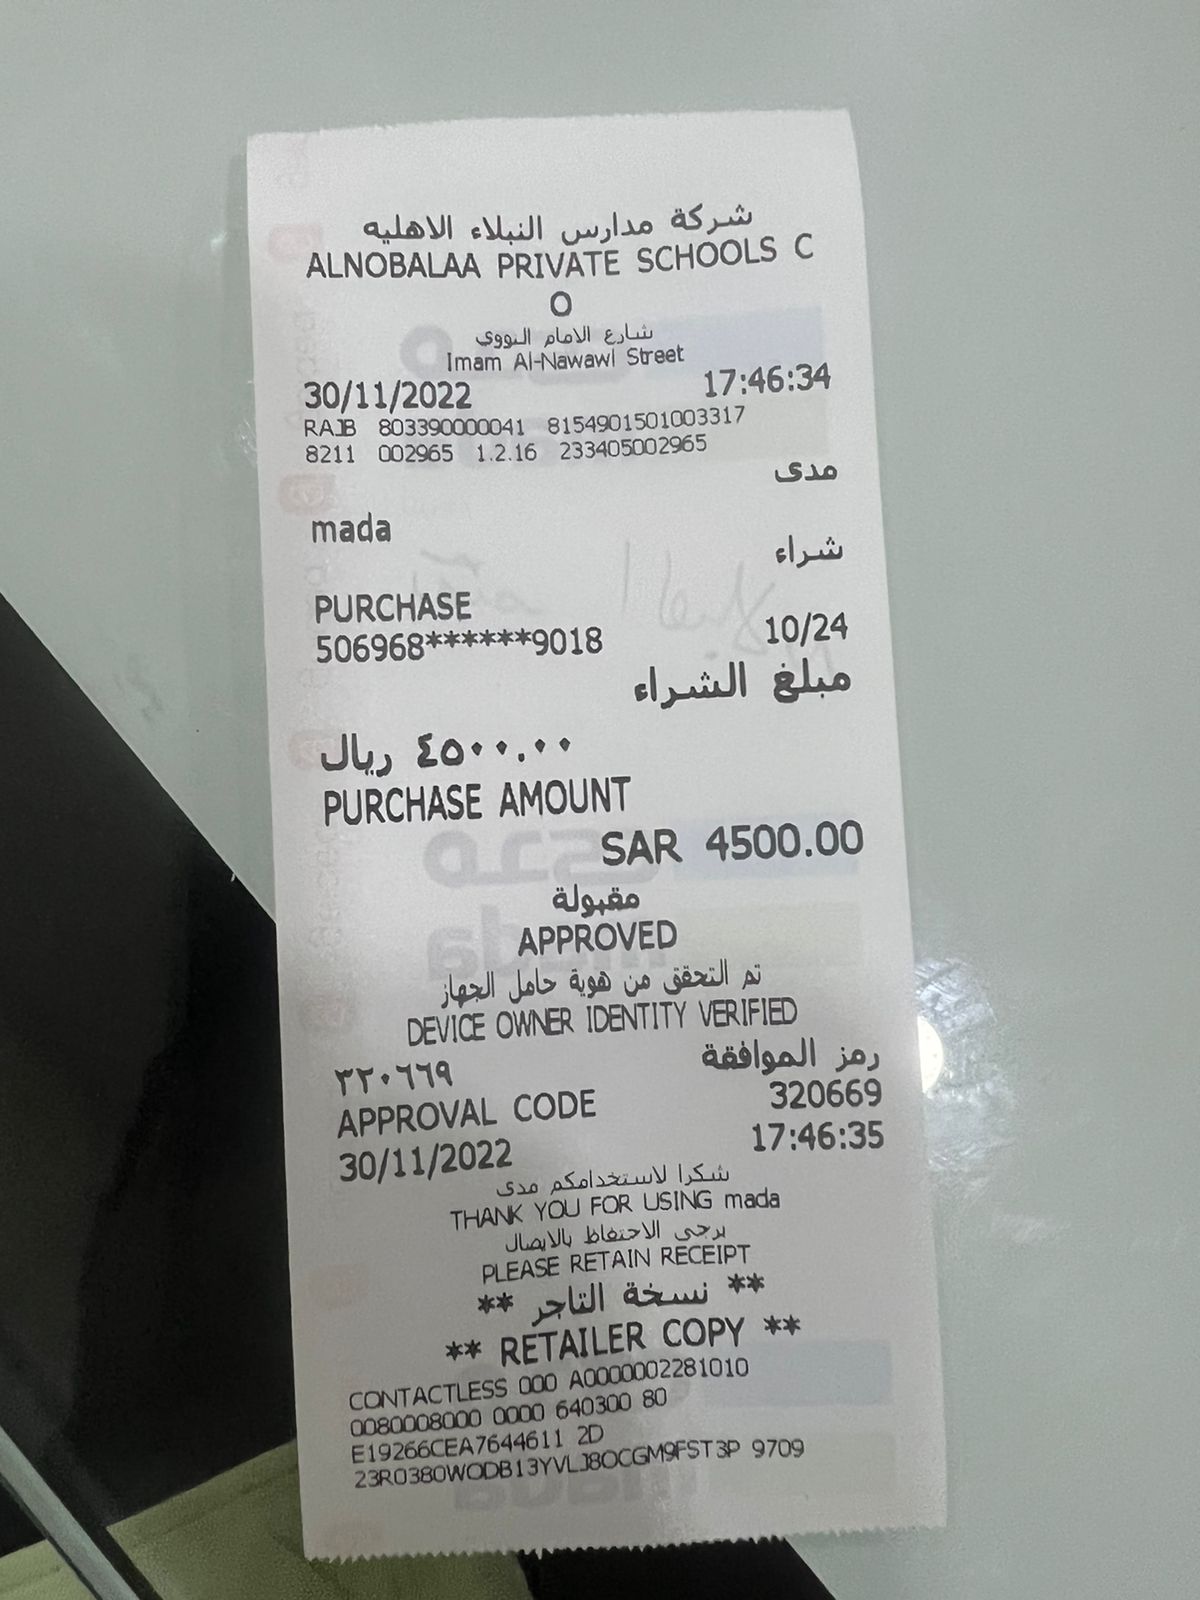 شركة مدارس النبلاء الاهليه
ALNOBALAA PRIVATE SCHOOLS C
O
شارع الامام النووي
Imam Al-Nawawi Street
30/11/2022 17:46:34
RAJB 803390000041 8154901501003317
8211 002965 1.2.16 233405002965
مدى
mada
شراء
PURCHASE
506968******9018 10/24
مبلغ الشراء
٤٥٠٠.٠٠ ريال
PURCHASE AMOUNT
SAR 4500.00
مقبولة
APPROVED
تم التحقق من هوية حامل الجهاز
DEVICE OWNER IDENTITY VERIFIED
رمز الموافقة ٣٢٠٦٦٩
APPROVAL CODE 320669
30/11/2022 17:46:35
شكرا لاستخدامكم مدى
THANK YOU FOR USING mada
يرجى الاحتفاظ بالايصال
PLEASE RETAIN RECEIPT
** نسخة التاجر **
** RETAILER COPY **
CONTACTLESS 000 A0000002281010
0080008000 0000 640300 80
E19266CEA7644611 2D
23R0380WODB13YVLJ8OCGM9FST3P 9709